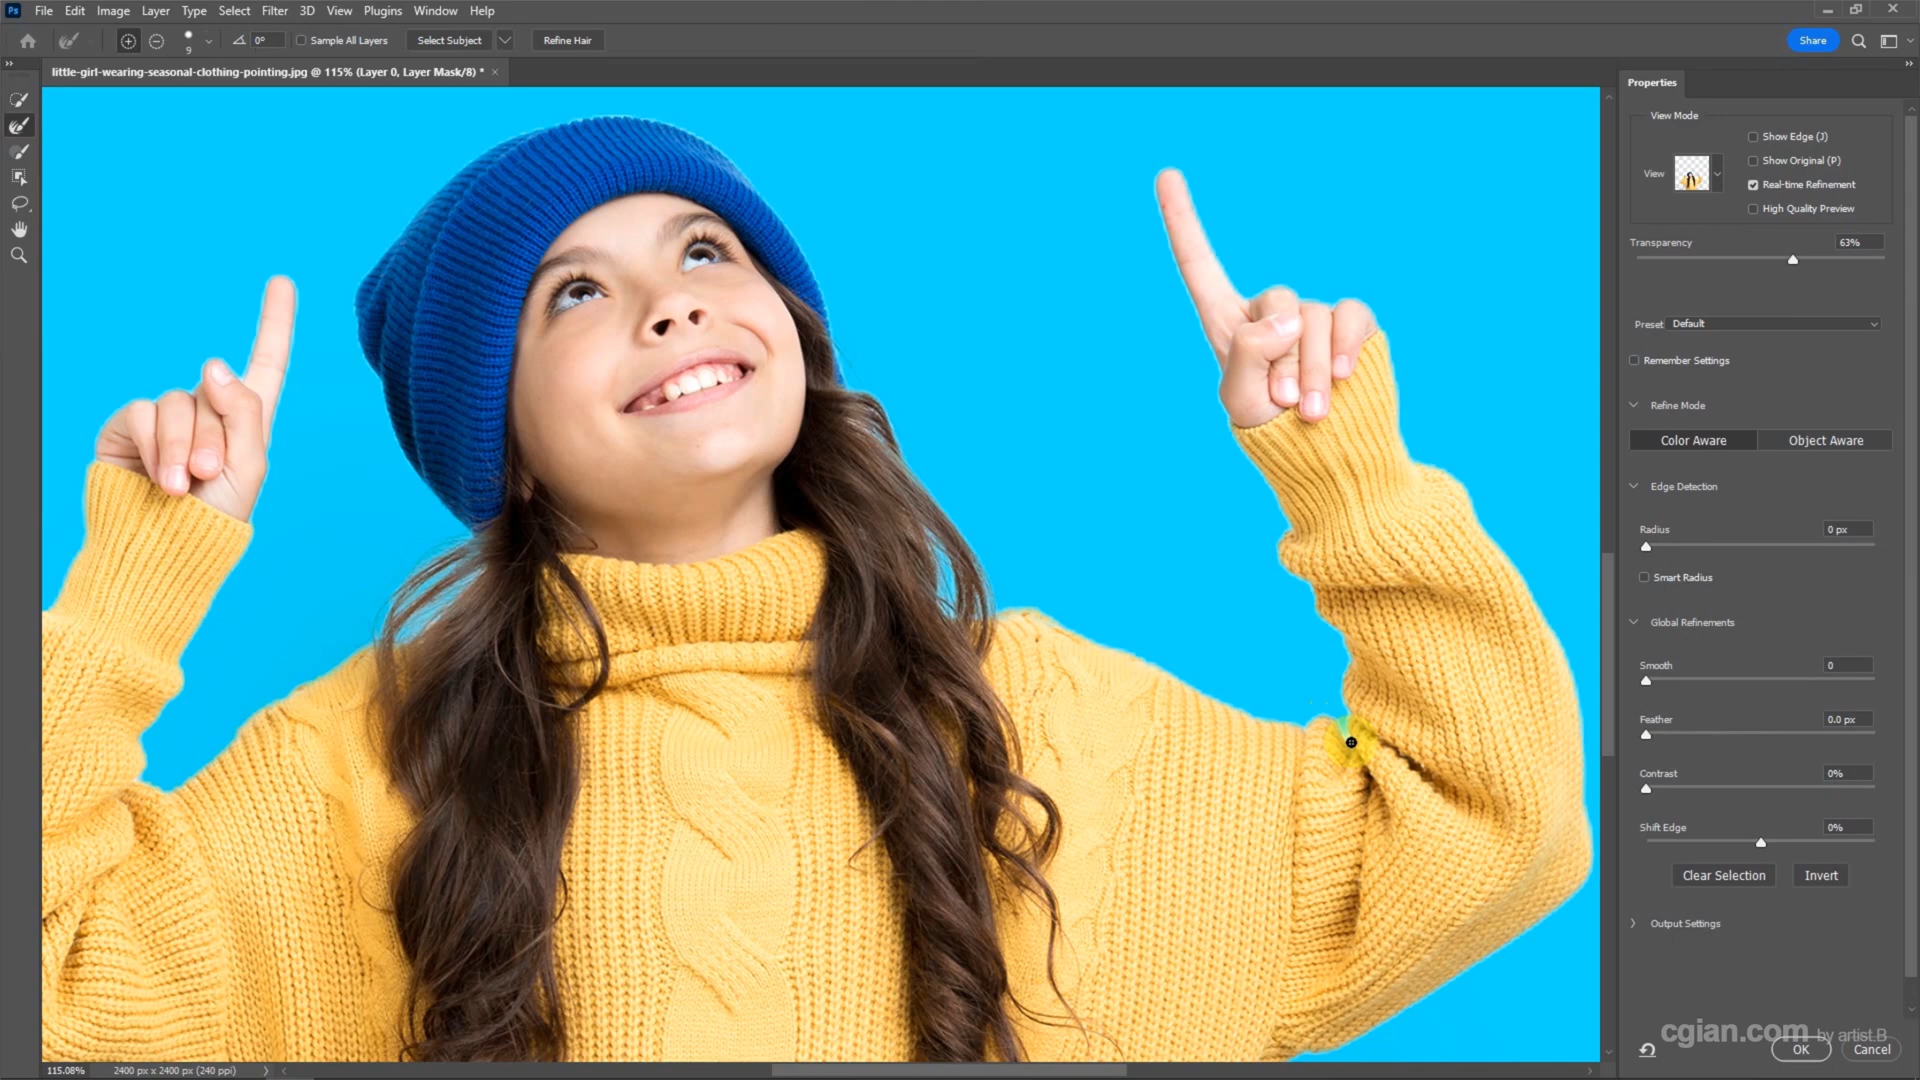 Ps File Edit Image Layer Type Select Filter 3D View Plugins Window Help
9 0° Sample All Layers Select Subject Refine Hair Share
little-girl-wearing-seasonal-clothing-pointing.jpg @ 115% (Layer 0, Layer Mask/8) *
Properties
View Mode
Show Edge (J)
Show Original (P)
View
Real-time Refinement
High Quality Preview
Transparency 63%
Preset Default
Remember Settings
Refine Mode
Color Aware Object Aware
Edge Detection
Radius 0 px
Smart Radius
Global Refinements
Smooth 0
Feather 0.0 px
Contrast 0%
Shift Edge 0%
Clear Selection Invert
Output Settings
cgian.com by artist.B
OK Cancel
115.08% 2400 px x 2400 px (240 ppi)